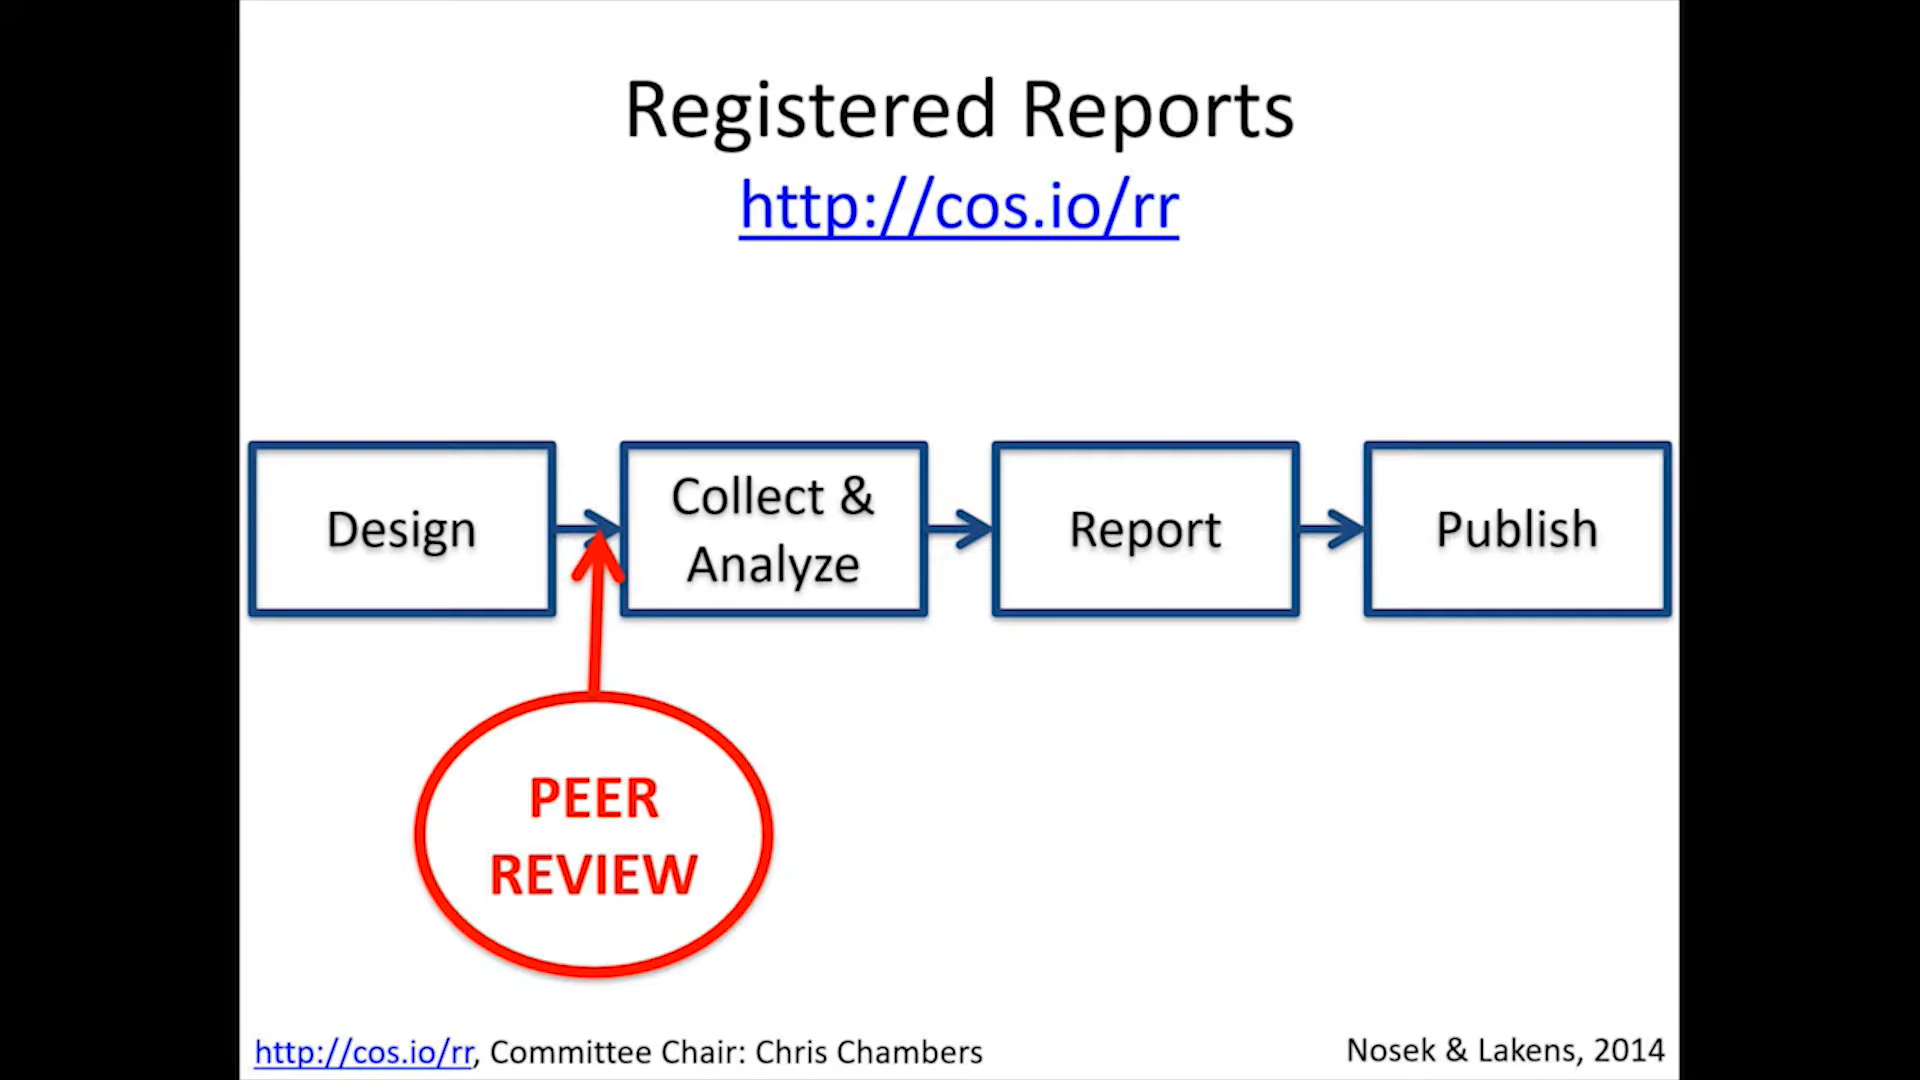 Registered Reports
http://cos.io/rr
Design
Collect &
Analyze
Report
Publish
PEER
REVIEW
http://cos.io/rr, Committee Chair: Chris Chambers
Nosek & Lakens, 2014